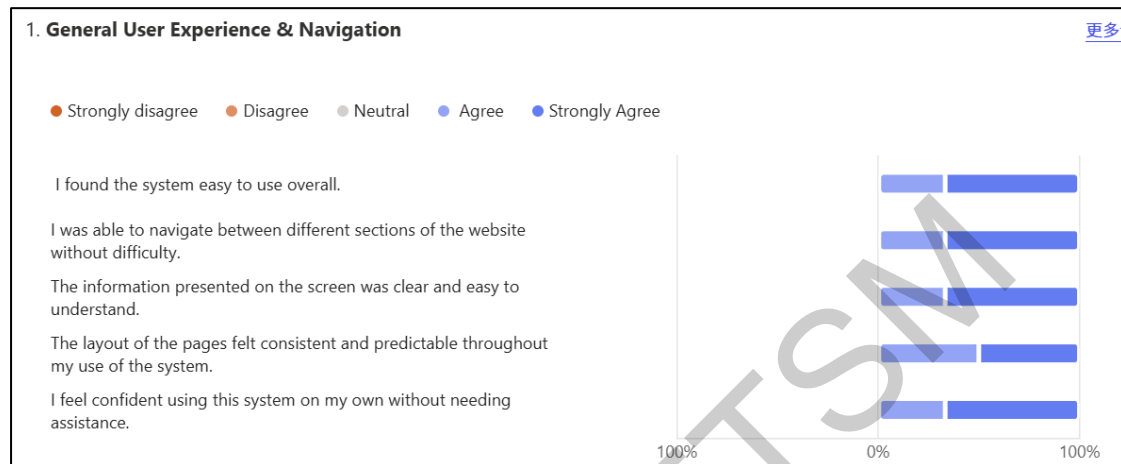 1. General User Experience & Navigation
更多
Strongly disagree Disagree Neutral Agree Strongly Agree
I found the system easy to use overall.
I was able to navigate between different sections of the website
without difficulty.
The information presented on the screen was clear and easy to
understand.
The layout of the pages felt consistent and predictable throughout
my use of the system.
I feel confident using this system on my own without needing
assistance.
100% 0% 100%
TSM